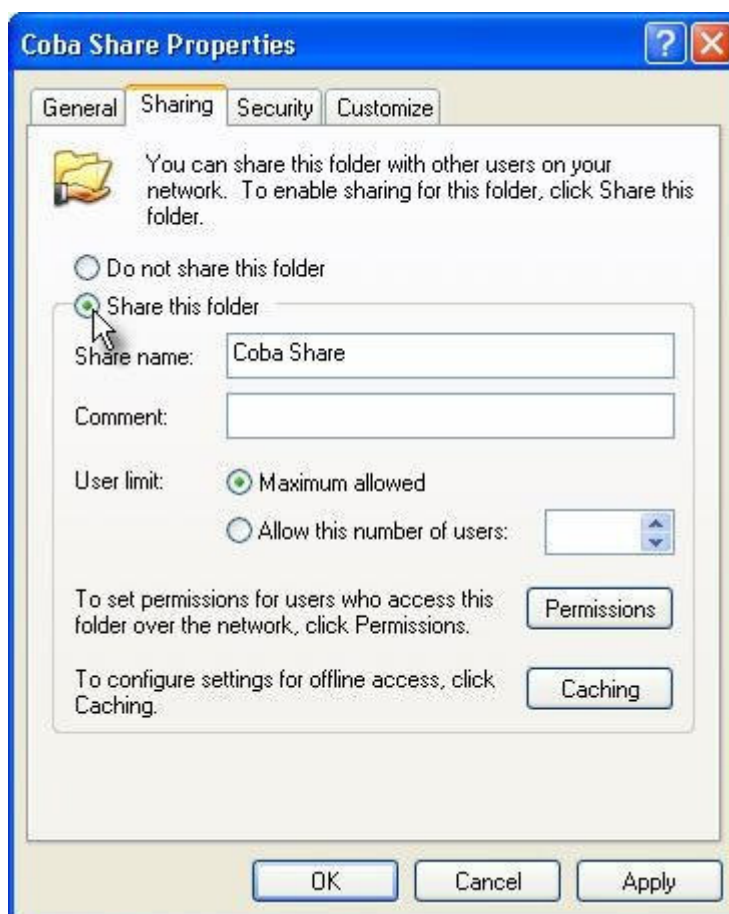 Coba Share Properties
General Sharing Security Customize
You can share this folder with other users on your
network. To enable sharing for this folder, click Share this
folder.
Do not share this folder
Share this folder
Share name: Coba Share
Comment:
User limit: Maximum allowed
Allow this number of users:
To set permissions for users who access this
folder over the network, click Permissions.
Permissions
To configure settings for offline access, click
Caching.
Caching
OK Cancel Apply